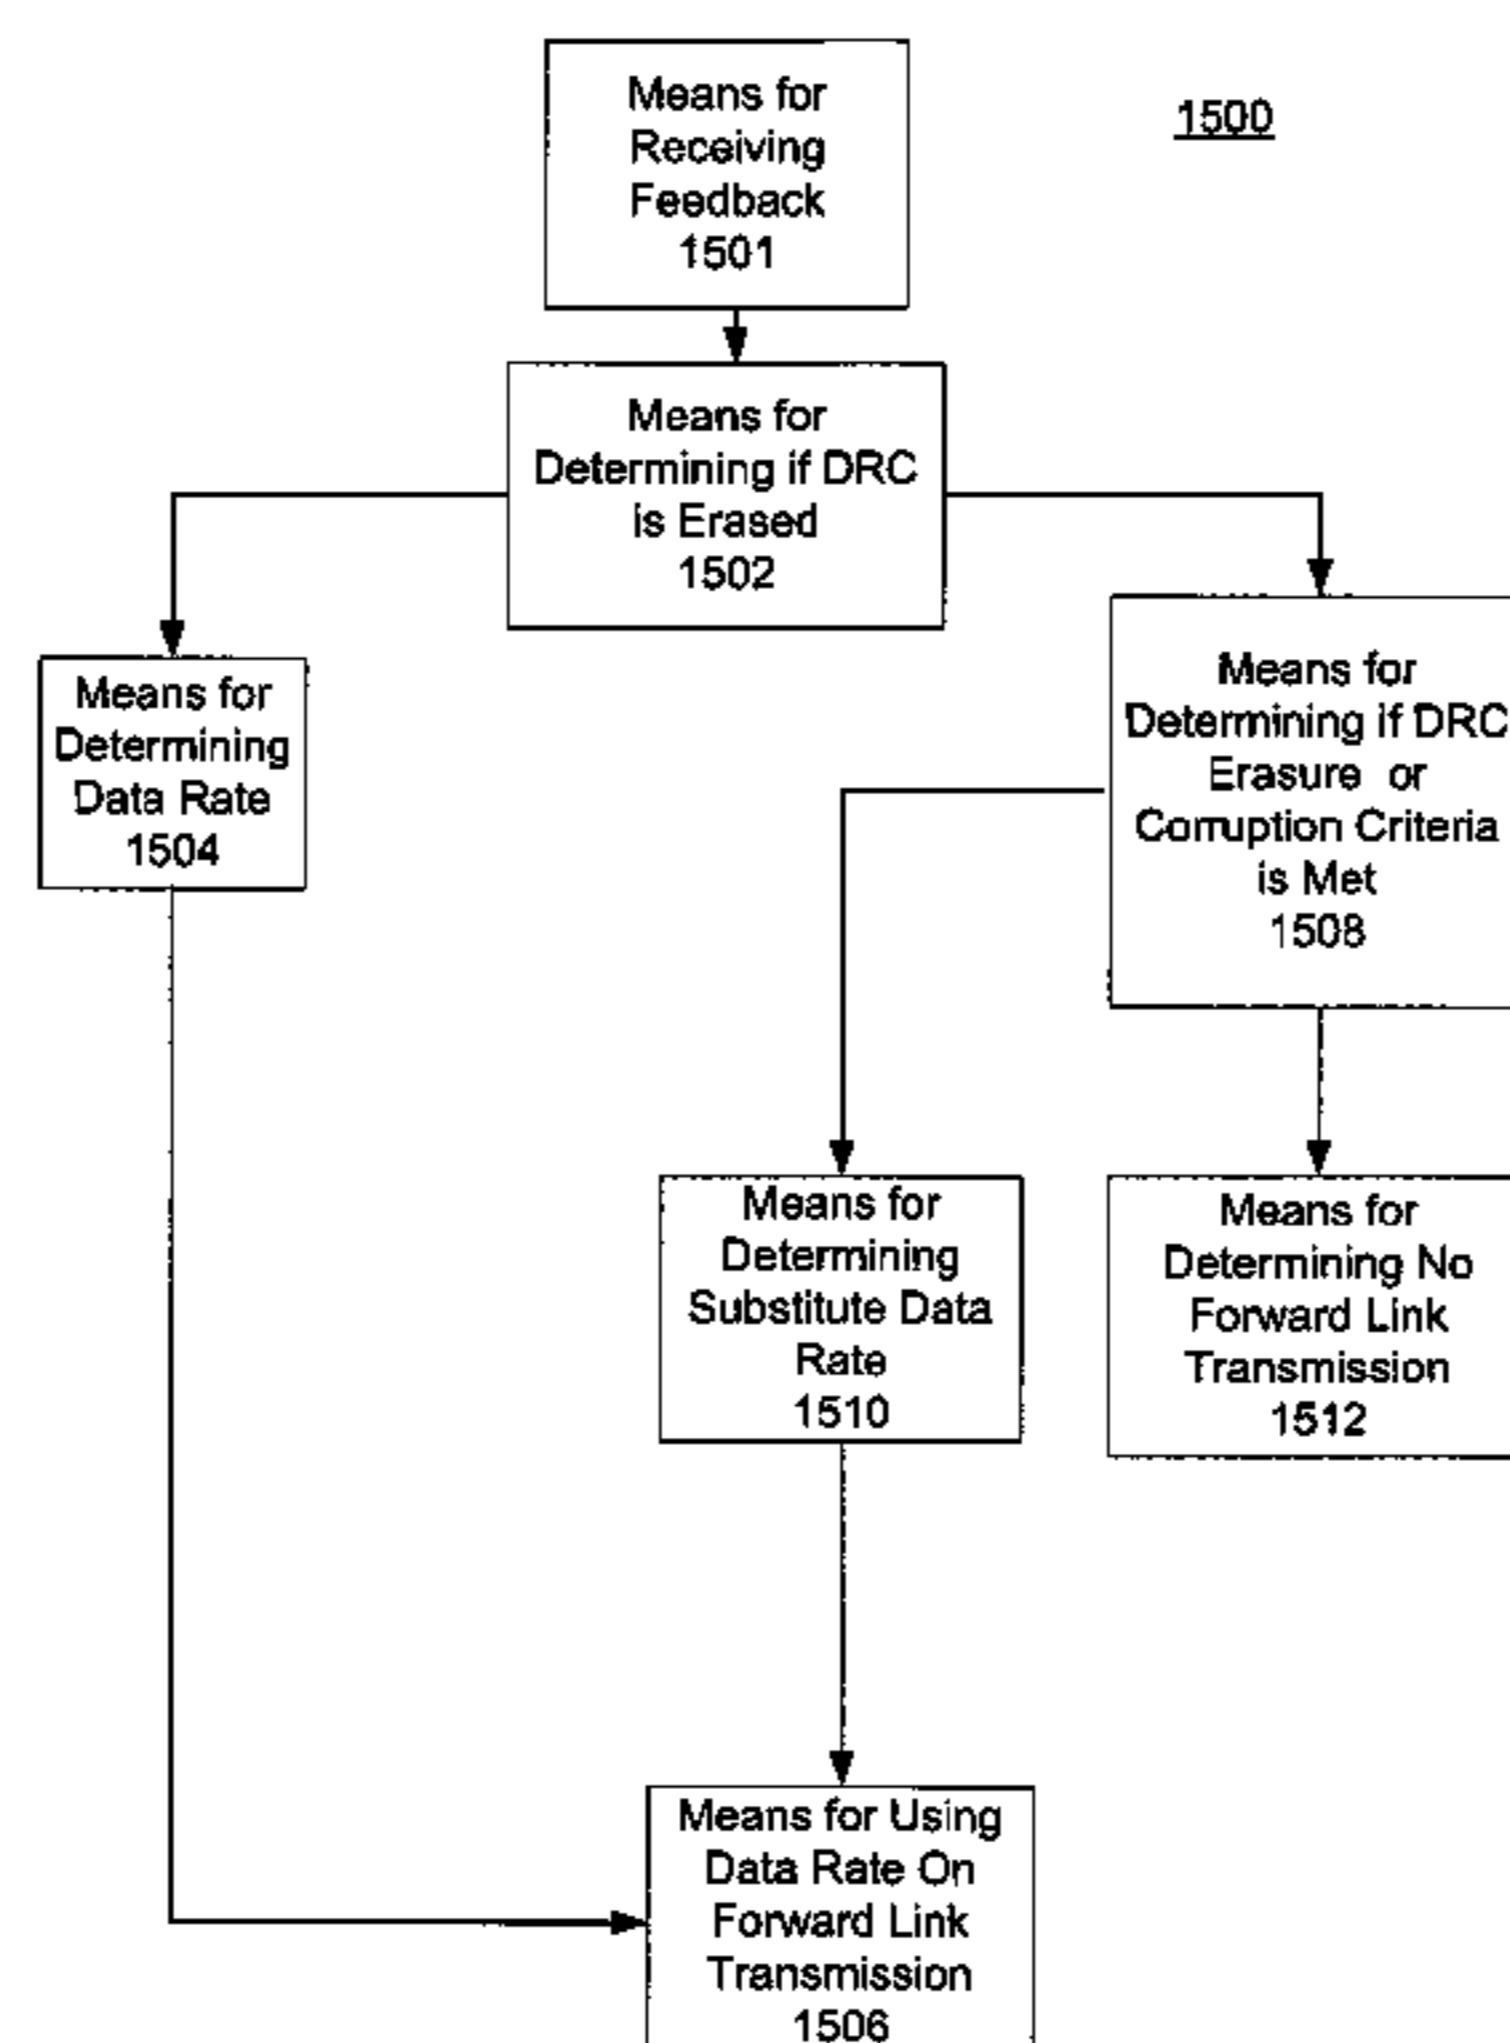 Means for
Receiving
Feedback
1501
1500
Means for
Determining if DRC
is Erased
1502
Means for
Determining
Data Rate
1504
Means for
Determining if DRC
Erasure or
Corruption Criteria
is Met
1508
Means for
Determining
Substitute Data
Rate
1510
Means for
Determining No
Forward Link
Transmission
1512
Means for Using
Data Rate On
Forward Link
Transmission
1506